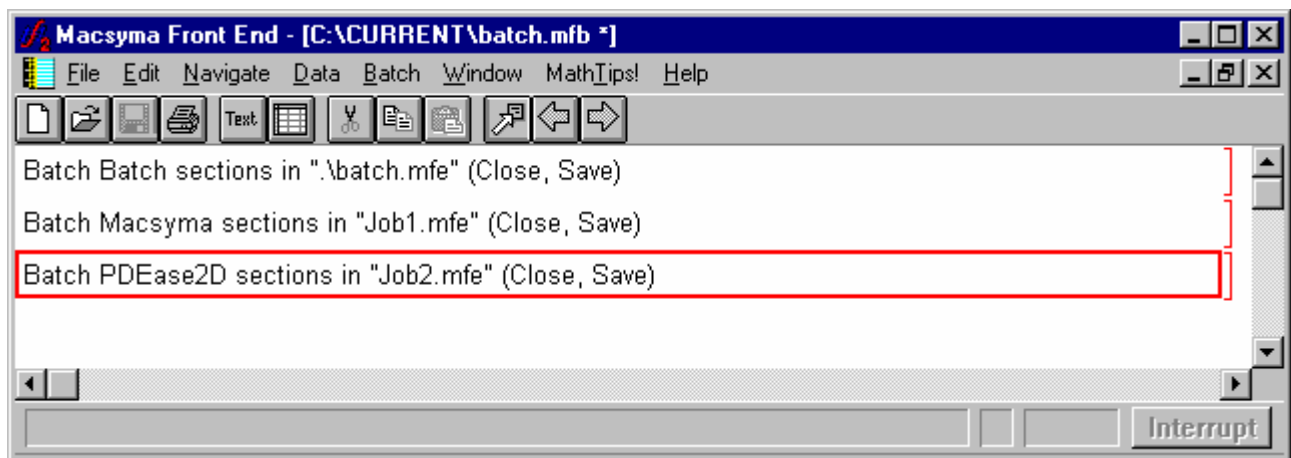 Macsyma Front End - [C:\CURRENT\batch.mfb *]
File Edit Navigate Data Batch Window MathTips! Help
Text
Batch Batch sections in ".\batch.mfe" (Close, Save)
Batch Macsyma sections in "Job1.mfe" (Close, Save)
Batch PDEase2D sections in "Job2.mfe" (Close, Save)
Interrupt